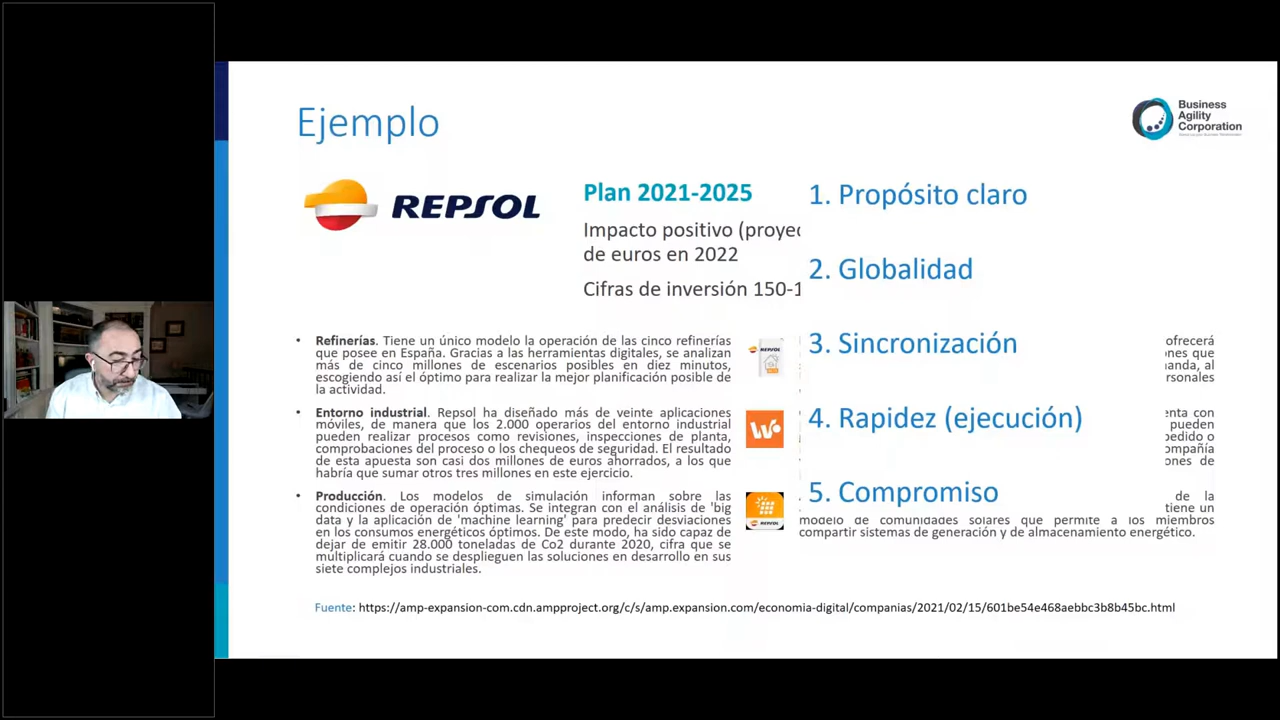 Ejemplo
Business
Agility
Corporation
REPSOL
Plan 2021-2025
Impacto positivo (proyec
de euros en 2022
Cifras de inversión 150-1
1. Propósito claro
2. Globalidad
3. Sincronización
4. Rapidez (ejecución)
5. Compromiso
• Refinerías. Tiene un único modelo la operación de las cinco refinerías
que posee en España. Gracias a las herramientas digitales, se analizan
más de cinco millones de escenarios posibles en diez minutos,
escogiendo así el óptimo para realizar la mejor planificación posible de
la actividad.
• Entorno industrial. Repsol ha diseñado más de veinte aplicaciones
móviles, de manera que los 2.000 operarios del entorno industrial
pueden realizar procesos como revisiones, inspecciones de planta,
comprobaciones del proceso o los chequeos de seguridad. El resultado
de esta apuesta son casi dos millones de euros ahorrados, a los que
habría que sumar otros tres millones en este ejercicio.
• Producción. Los modelos de simulación informan sobre las
condiciones de operación óptimas. Se integran con el análisis de 'big
data y la aplicación de 'machine learning' para predecir desviaciones
en los consumos energéticos óptimos. De este modo, ha sido capaz de
dejar de emitir 28.000 toneladas de Co2 durante 2020, cifra que se
multiplicará cuando se desplieguen las soluciones en desarrollo en sus
siete complejos industriales.
REPSOL
REPSOL
ofrecerá
nes que
anda, al
ersonales
enta con
pueden
edido o
ompañía
ones de
de la
tiene un
modelo de comunidades solares que permite a los miembros
compartir sistemas de generación y de almacenamiento energético.
Fuente: https://amp-expansion-com.cdn.ampproject.org/c/s/amp.expansion.com/economia-digital/companias/2021/02/15/601be54e468aebbc3b8b45bc.html